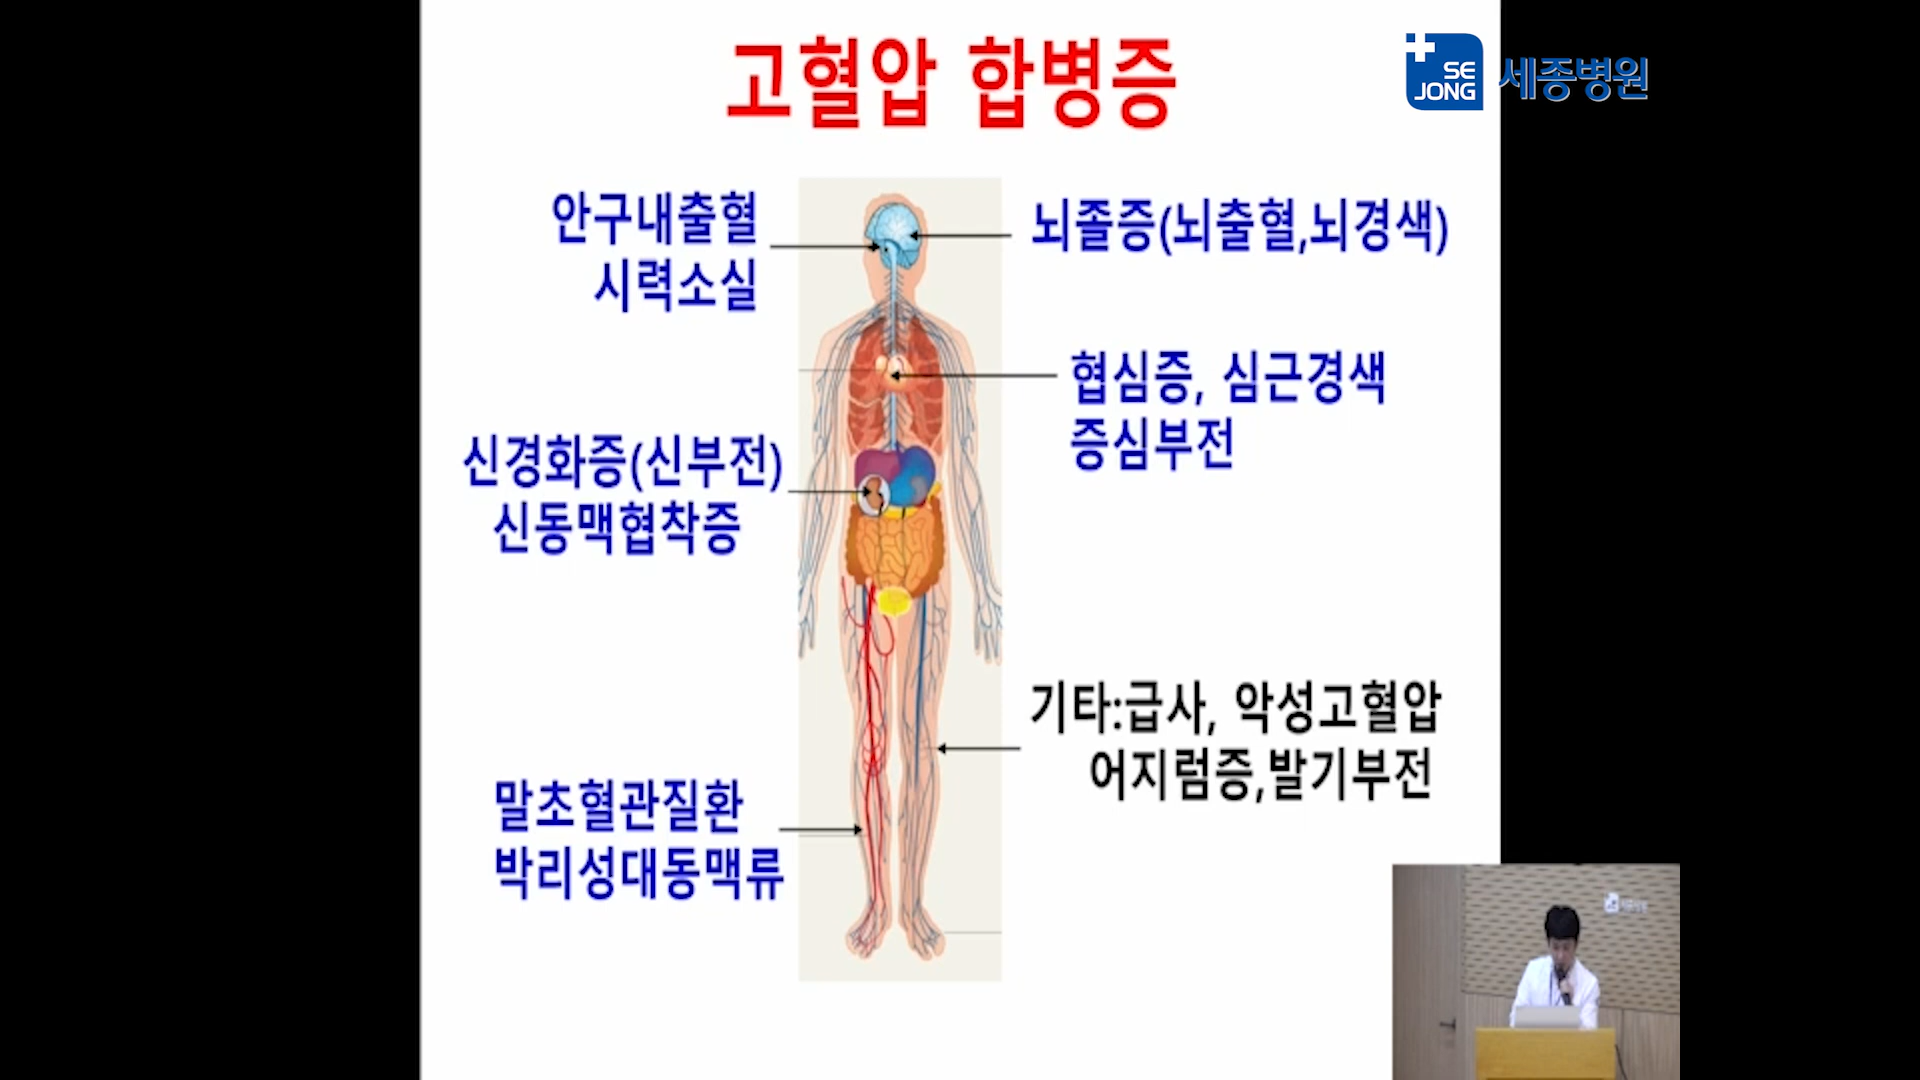 고혈압 합병증
SE
JONG
세종병원
안구내출혈
시력소실
뇌졸증(뇌출혈,뇌경색)
협심증, 심근경색
증심부전
신경화증(신부전)
신동맥협착증
기타:급사, 악성고혈압
어지럼증,발기부전
말초혈관질환
박리성대동맥류